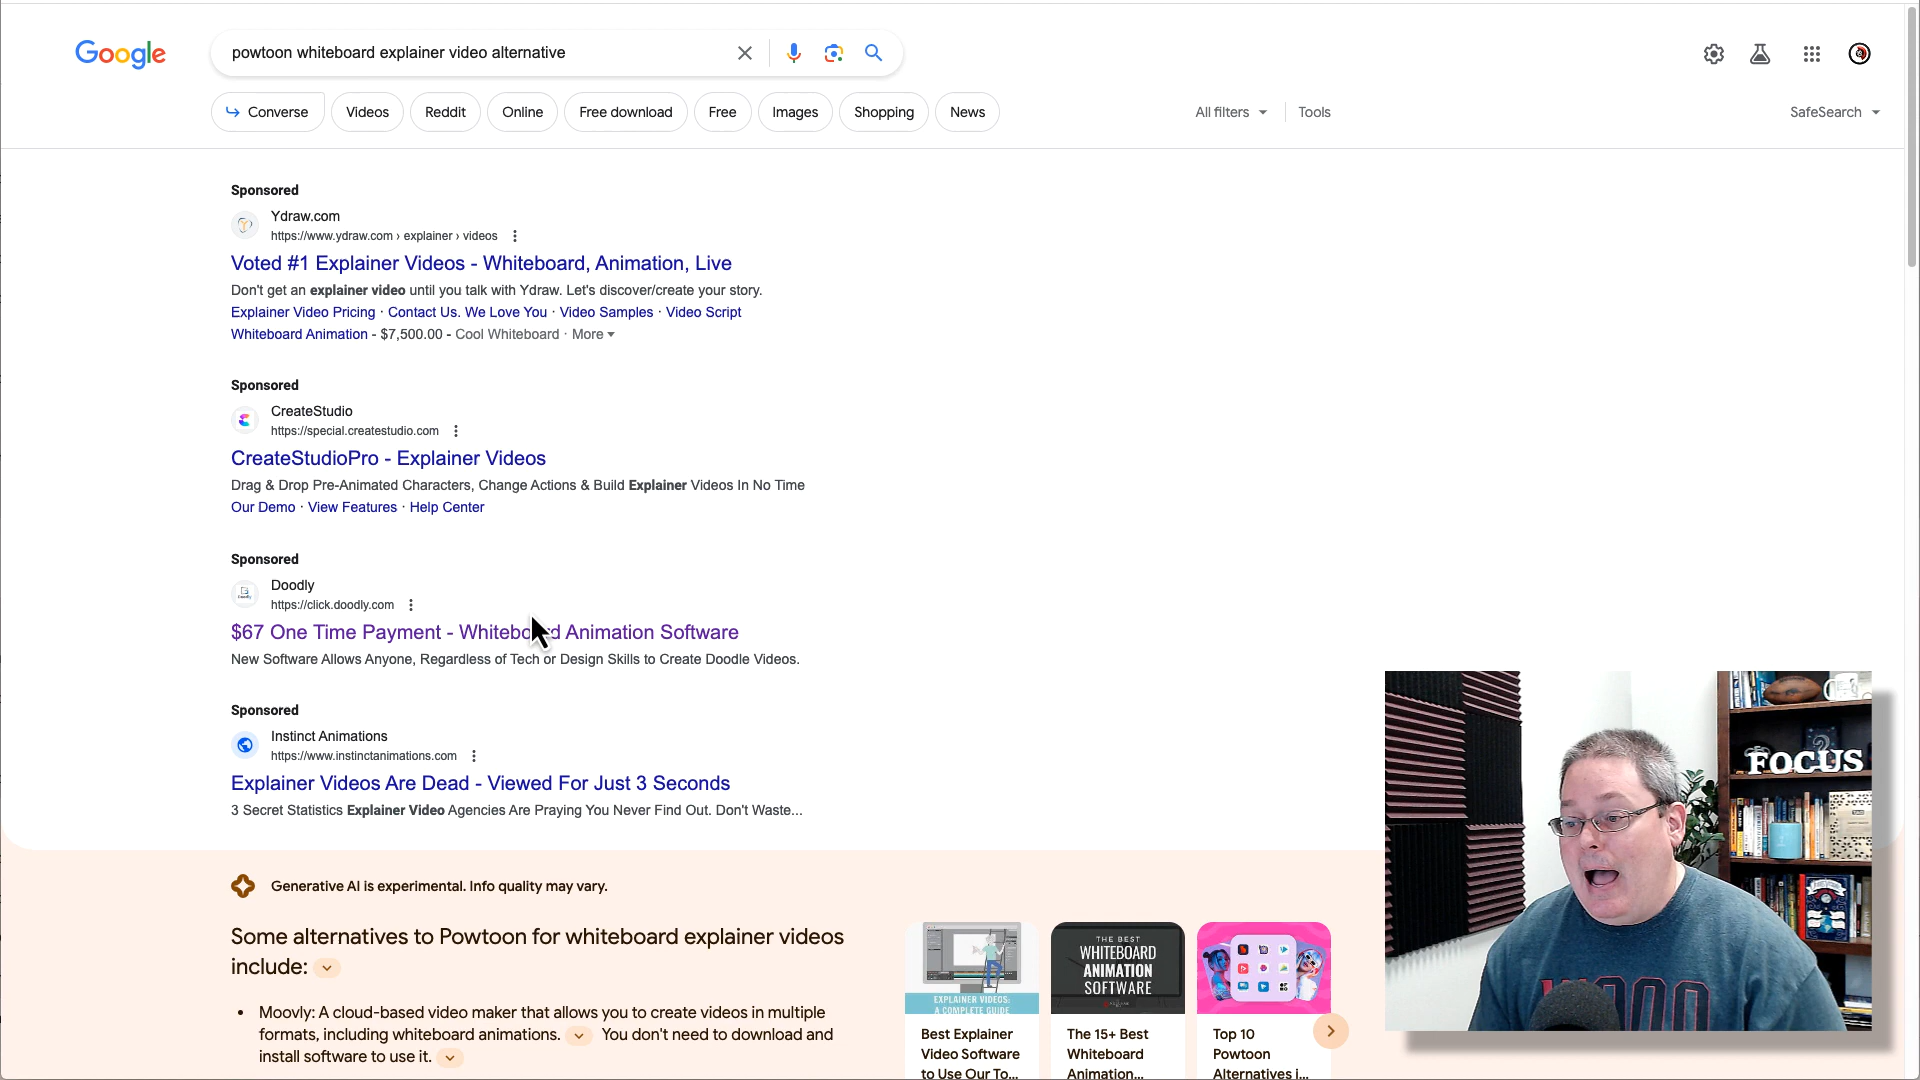 Google
powtoon whiteboard explainer video alternative
Converse
Videos
Reddit
Online
Free download
Free
Images
Shopping
News
All filters
Tools
SafeSearch
Sponsored
Ydraw.com
https://www.ydraw.com › explainer › videos
Voted #1 Explainer Videos - Whiteboard, Animation, Live
Don't get an explainer video until you talk with Ydraw. Let's discover/create your story.
Explainer Video Pricing · Contact Us. We Love You · Video Samples · Video Script
Whiteboard Animation - $7,500.00 - Cool Whiteboard · More
Sponsored
CreateStudio
https://special.createstudio.com
CreateStudioPro - Explainer Videos
Drag & Drop Pre-Animated Characters, Change Actions & Build Explainer Videos In No Time
Our Demo · View Features · Help Center
Sponsored
Doodly
https://click.doodly.com
$67 One Time Payment - Whiteboard Animation Software
New Software Allows Anyone, Regardless of Tech or Design Skills to Create Doodle Videos.
Sponsored
Instinct Animations
https://www.instinctanimations.com
Explainer Videos Are Dead - Viewed For Just 3 Seconds
3 Secret Statistics Explainer Video Agencies Are Praying You Never Find Out. Don't Waste...
Generative AI is experimental. Info quality may vary.
Some alternatives to Powtoon for whiteboard explainer videos
include:
• Moovly: A cloud-based video maker that allows you to create videos in multiple
formats, including whiteboard animations. You don't need to download and
install software to use it.
EXPLAINER VIDEOS:
A COMPLETE GUIDE
Best Explainer
Video Software
to Use Our To...
THE BEST
WHITEBOARD
ANIMATION
SOFTWARE
The 15+ Best
Whiteboard
Animation...
Top 10
Powtoon
Alternatives i...
FOCUS